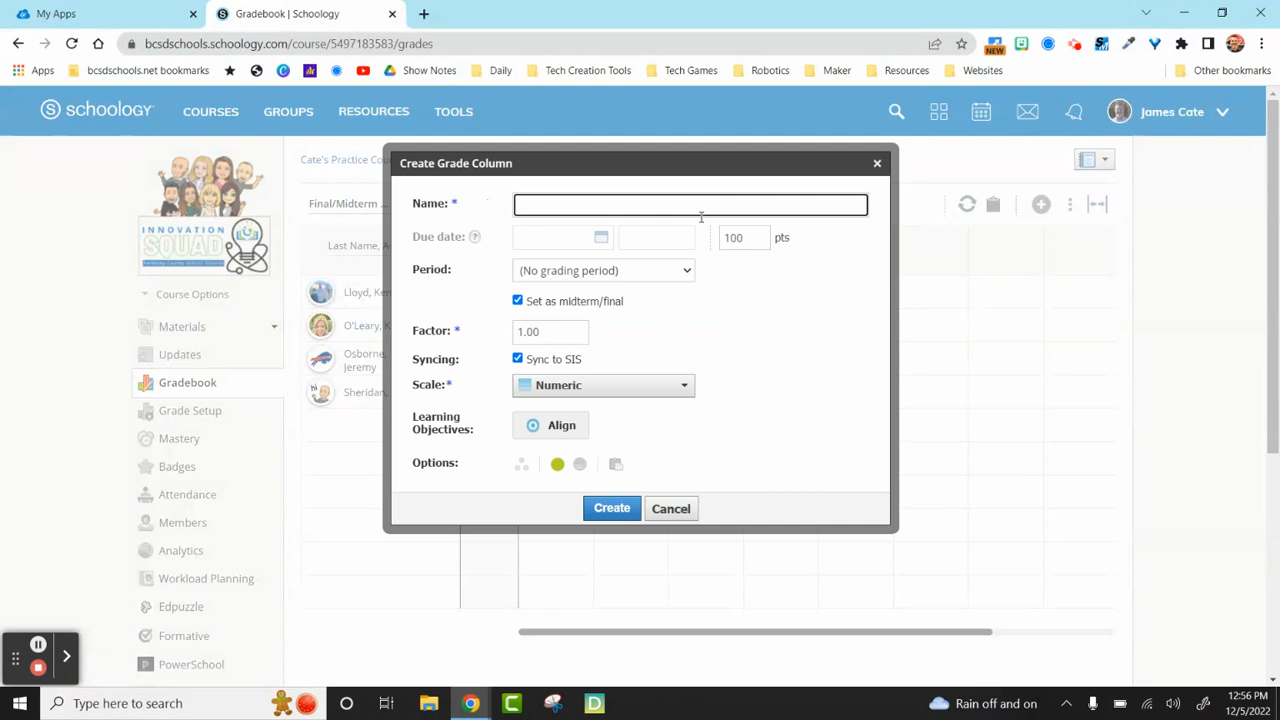 My Apps
Gradebook | Schoology
bcsdschools.schoology.com/course/5497183583/grades
NEW
Apps
bcsdschools.net bookmarks
Show Notes
Daily
Tech Creation Tools
Tech Games
Robotics
Maker
Resources
Websites
Other bookmarks
S schoology
COURSES
GROUPS
RESOURCES
TOOLS
James Cate
Cate's Practice Cou
Final/Midterm ...
INNOVATION
SQUAD
Last Name, A
Course Options
Materials
Updates
Gradebook
Grade Setup
Mastery
Badges
Attendance
Members
Analytics
Workload Planning
Edpuzzle
Formative
PowerSchool
Lloyd, Ken
O'Leary, K
Osborne,
Jeremy
Sheridan,
hi
Create Grade Column
Name: *
Due date: ?
100 pts
Period: (No grading period)
Set as midterm/final
Factor: * 1.00
Syncing: Sync to SIS
Scale:* Numeric
Learning
Objectives:
Align
Options:
Create
Cancel
Type here to search
Rain off and on
12:56 PM
12/5/2022